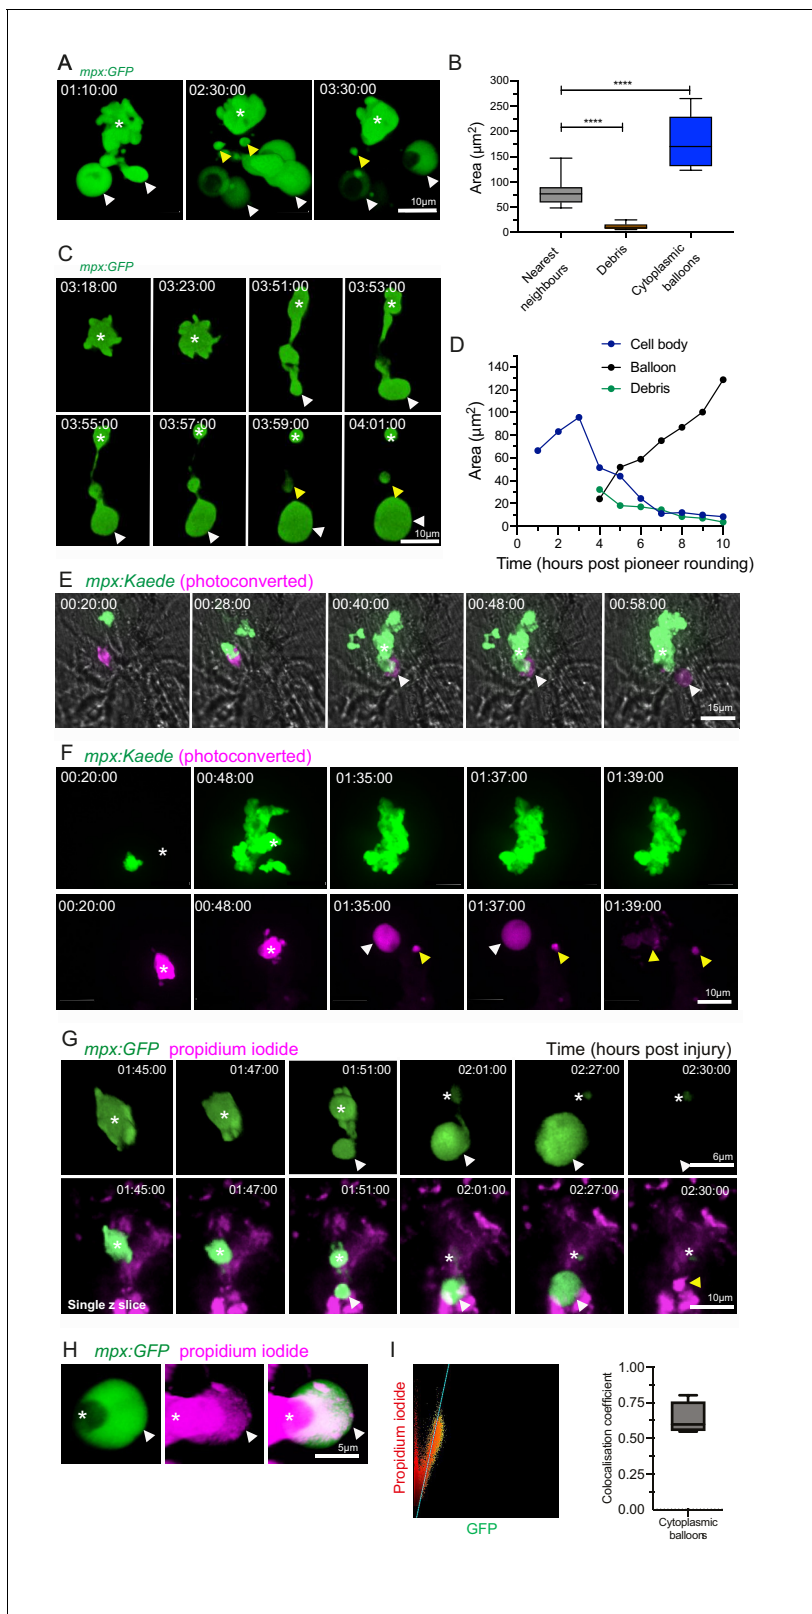 A
mpx:GFP
01:10:00
02:30:00
03:30:00
*
*
*
10µm
B
Area (µm²)
300
250
200
150
100
50
0
****
****
Nearest neighbours
Debris
Cytoplasmic balloons
C
mpx:GFP
03:18:00
03:23:00
03:51:00
03:53:00
*
*
*
*
03:55:00
03:57:00
03:59:00
04:01:00
*
*
*
*
10µm
D
Cell body
Balloon
Debris
Area (µm²)
140
120
100
80
60
40
20
0
0 2 4 6 8 10
Time (hours post pioneer rounding)
E
mpx:Kaede (photoconverted)
00:20:00
00:28:00
00:40:00
00:48:00
00:58:00
*
*
*
15µm
F
mpx:Kaede (photoconverted)
00:20:00
00:48:00
01:35:00
01:37:00
01:39:00
*
*
00:20:00
00:48:00
01:35:00
01:37:00
01:39:00
*
*
10µm
G
mpx:GFP propidium iodide
Time (hours post injury)
01:45:00
01:47:00
01:51:00
02:01:00
02:27:00
02:30:00
*
*
*
*
*
*
6µm
01:45:00
01:47:00
01:51:00
02:01:00
02:27:00
02:30:00
*
*
*
*
*
*
Single z slice
10µm
H
mpx:GFP propidium iodide
*
*
*
5µm
I
Propidium iodide
GFP
Colocalisation coefficient
1.00
0.75
0.50
0.25
0.00
Cytoplasmic
balloons